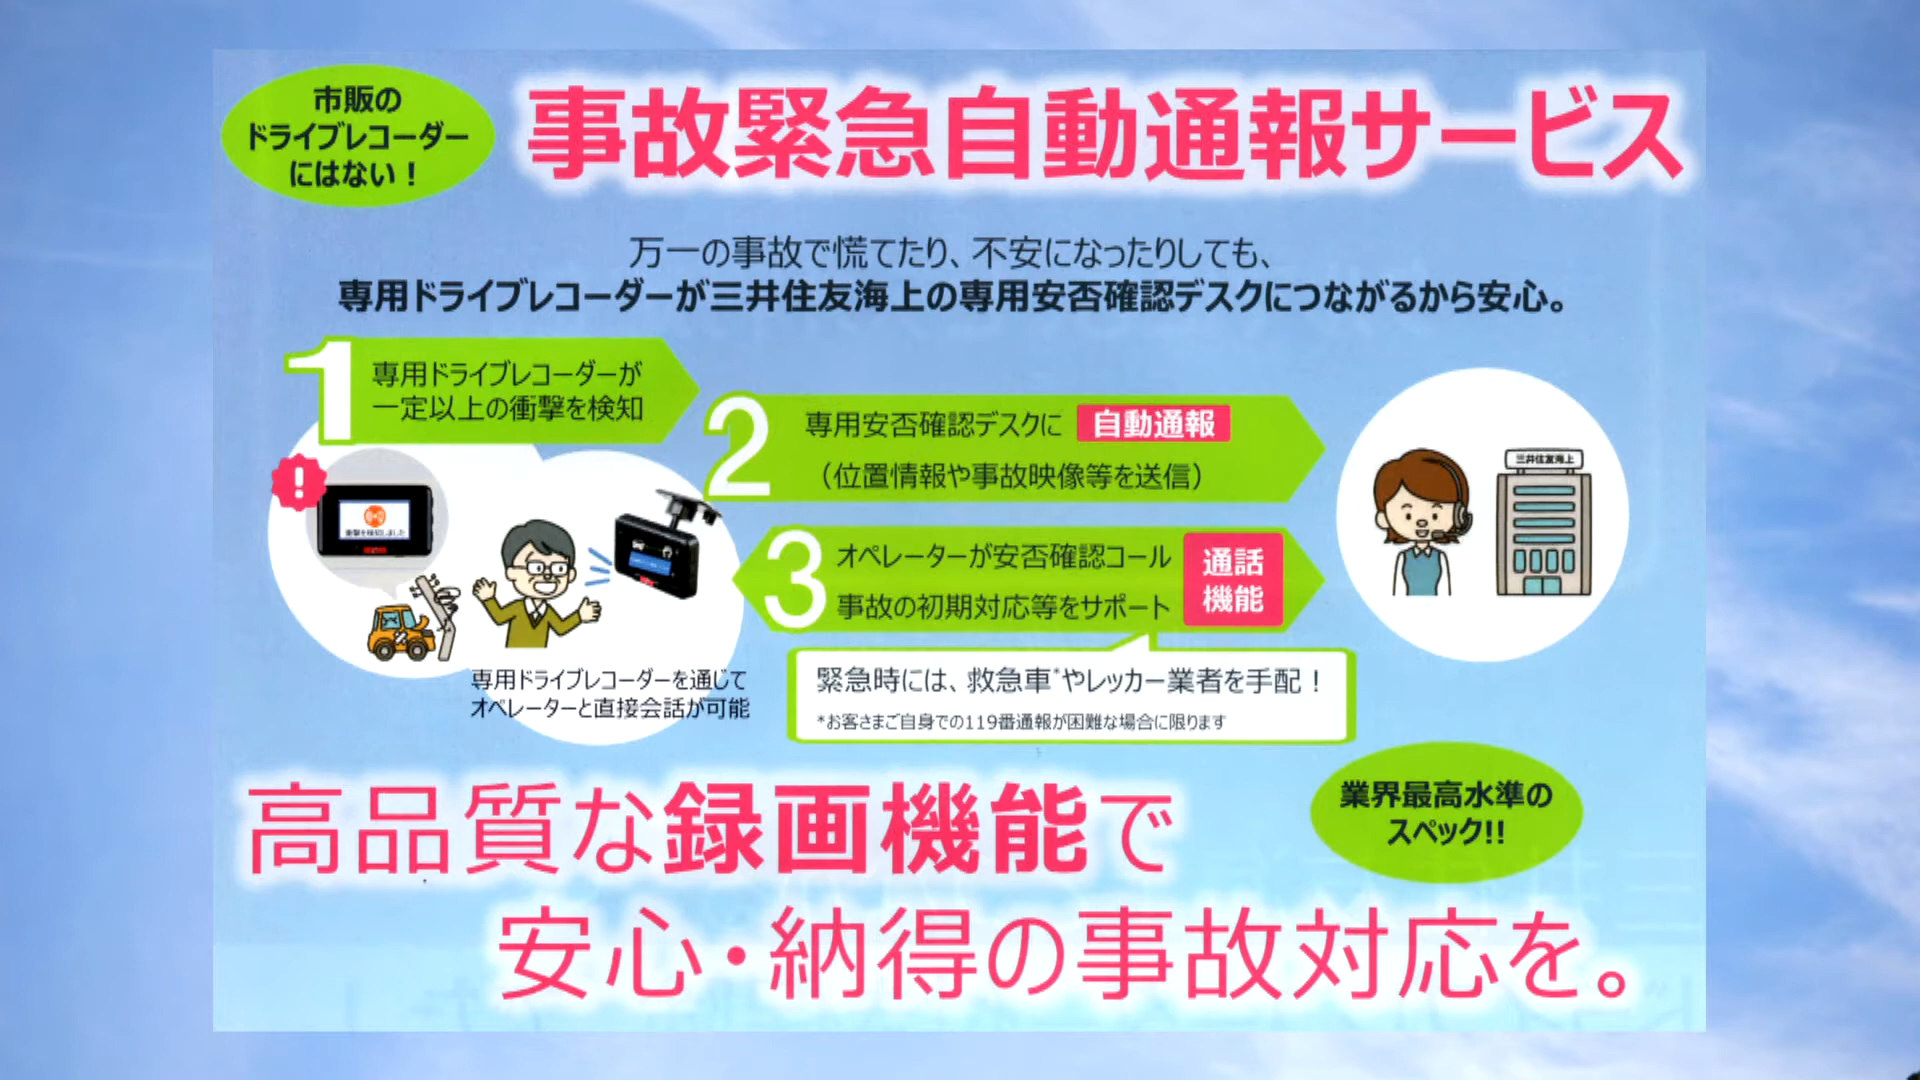 市販の
ドライブレコーダー
にはない!
事故緊急自動通報サービス
万一の事故で慌てたり、不安になったりしても、
専用ドライブレコーダーが三井住友海上の専用安否確認デスクにつながるから安心。
1
専用ドライブレコーダーが
一定以上の衝撃を検知
2
専用安否確認デスクに 自動通報
(位置情報や事故映像等を送信)
三井住友海上
!
衝撃を検知しました
3
オペレーターが安否確認コール
事故の初期対応等をサポート
通話
機能
専用ドライブレコーダーを通じて
オペレーターと直接会話が可能
緊急時には、救急車*やレッカー業者を手配!
*お客さまご自身での119番通報が困難な場合に限ります
業界最高水準の
スペック!!
高品質な録画機能で
安心・納得の事故対応を。